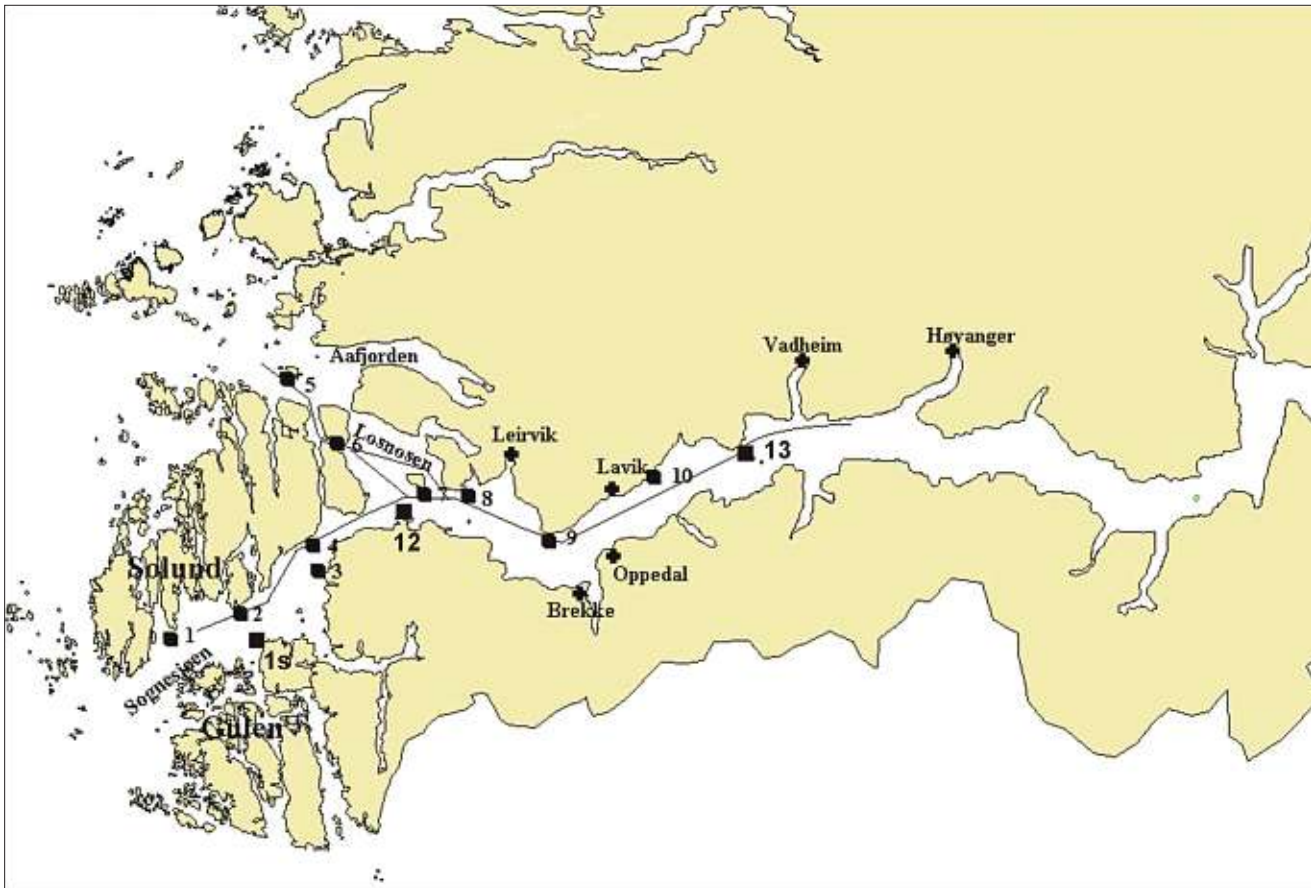 Høyanger
Vadheim
Aafjorden
5
Losnosen
6
Leirvik
13
10
Lavik
7
8
12
9
4
Oppedal
3
Solund
Brekke
2
1
1s
Sognesjøen
Gulen